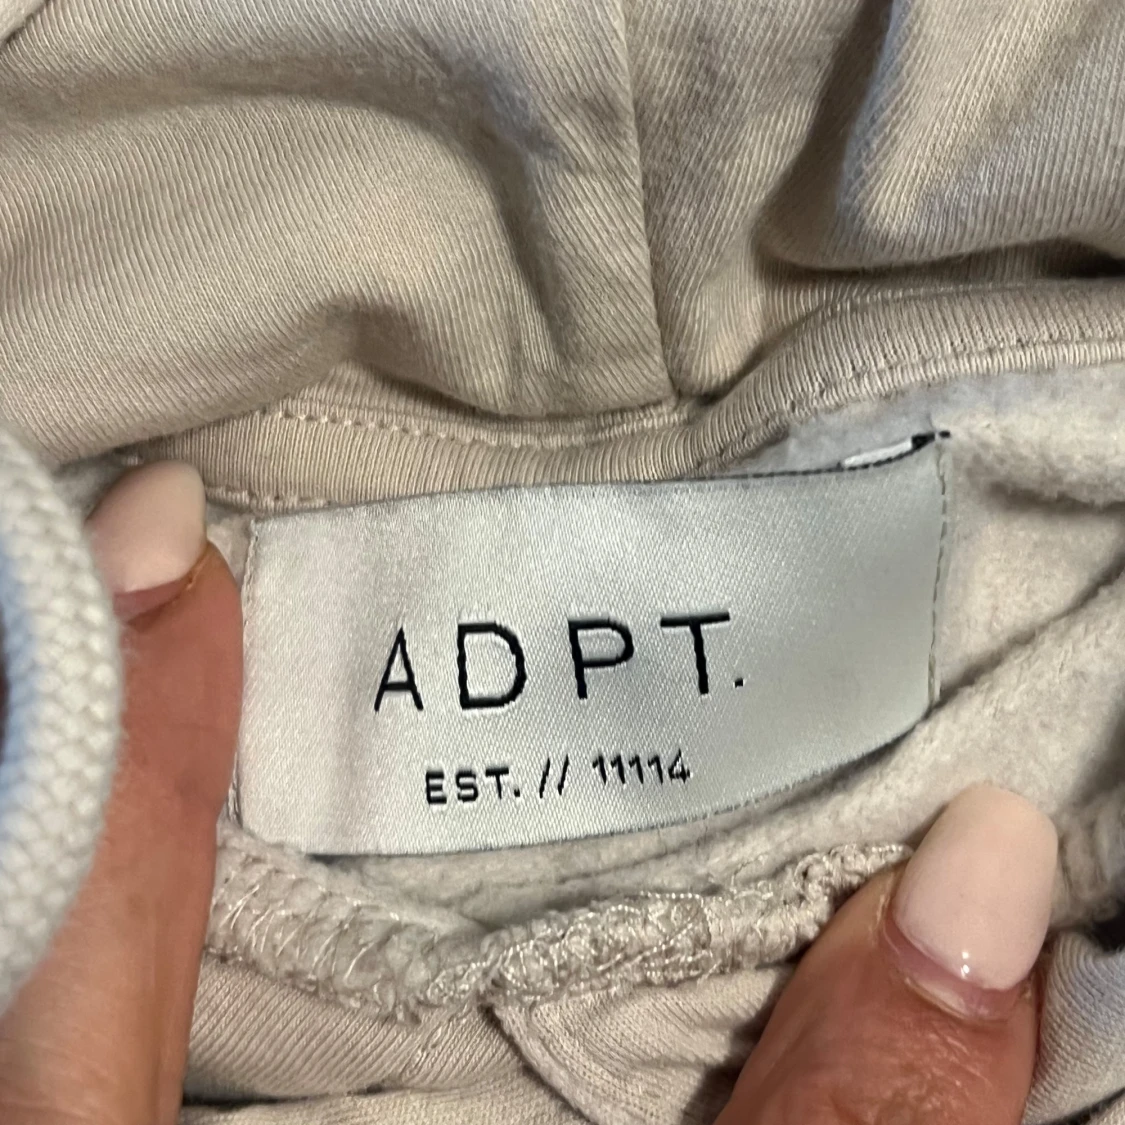 ADPT.
EST. // 11114